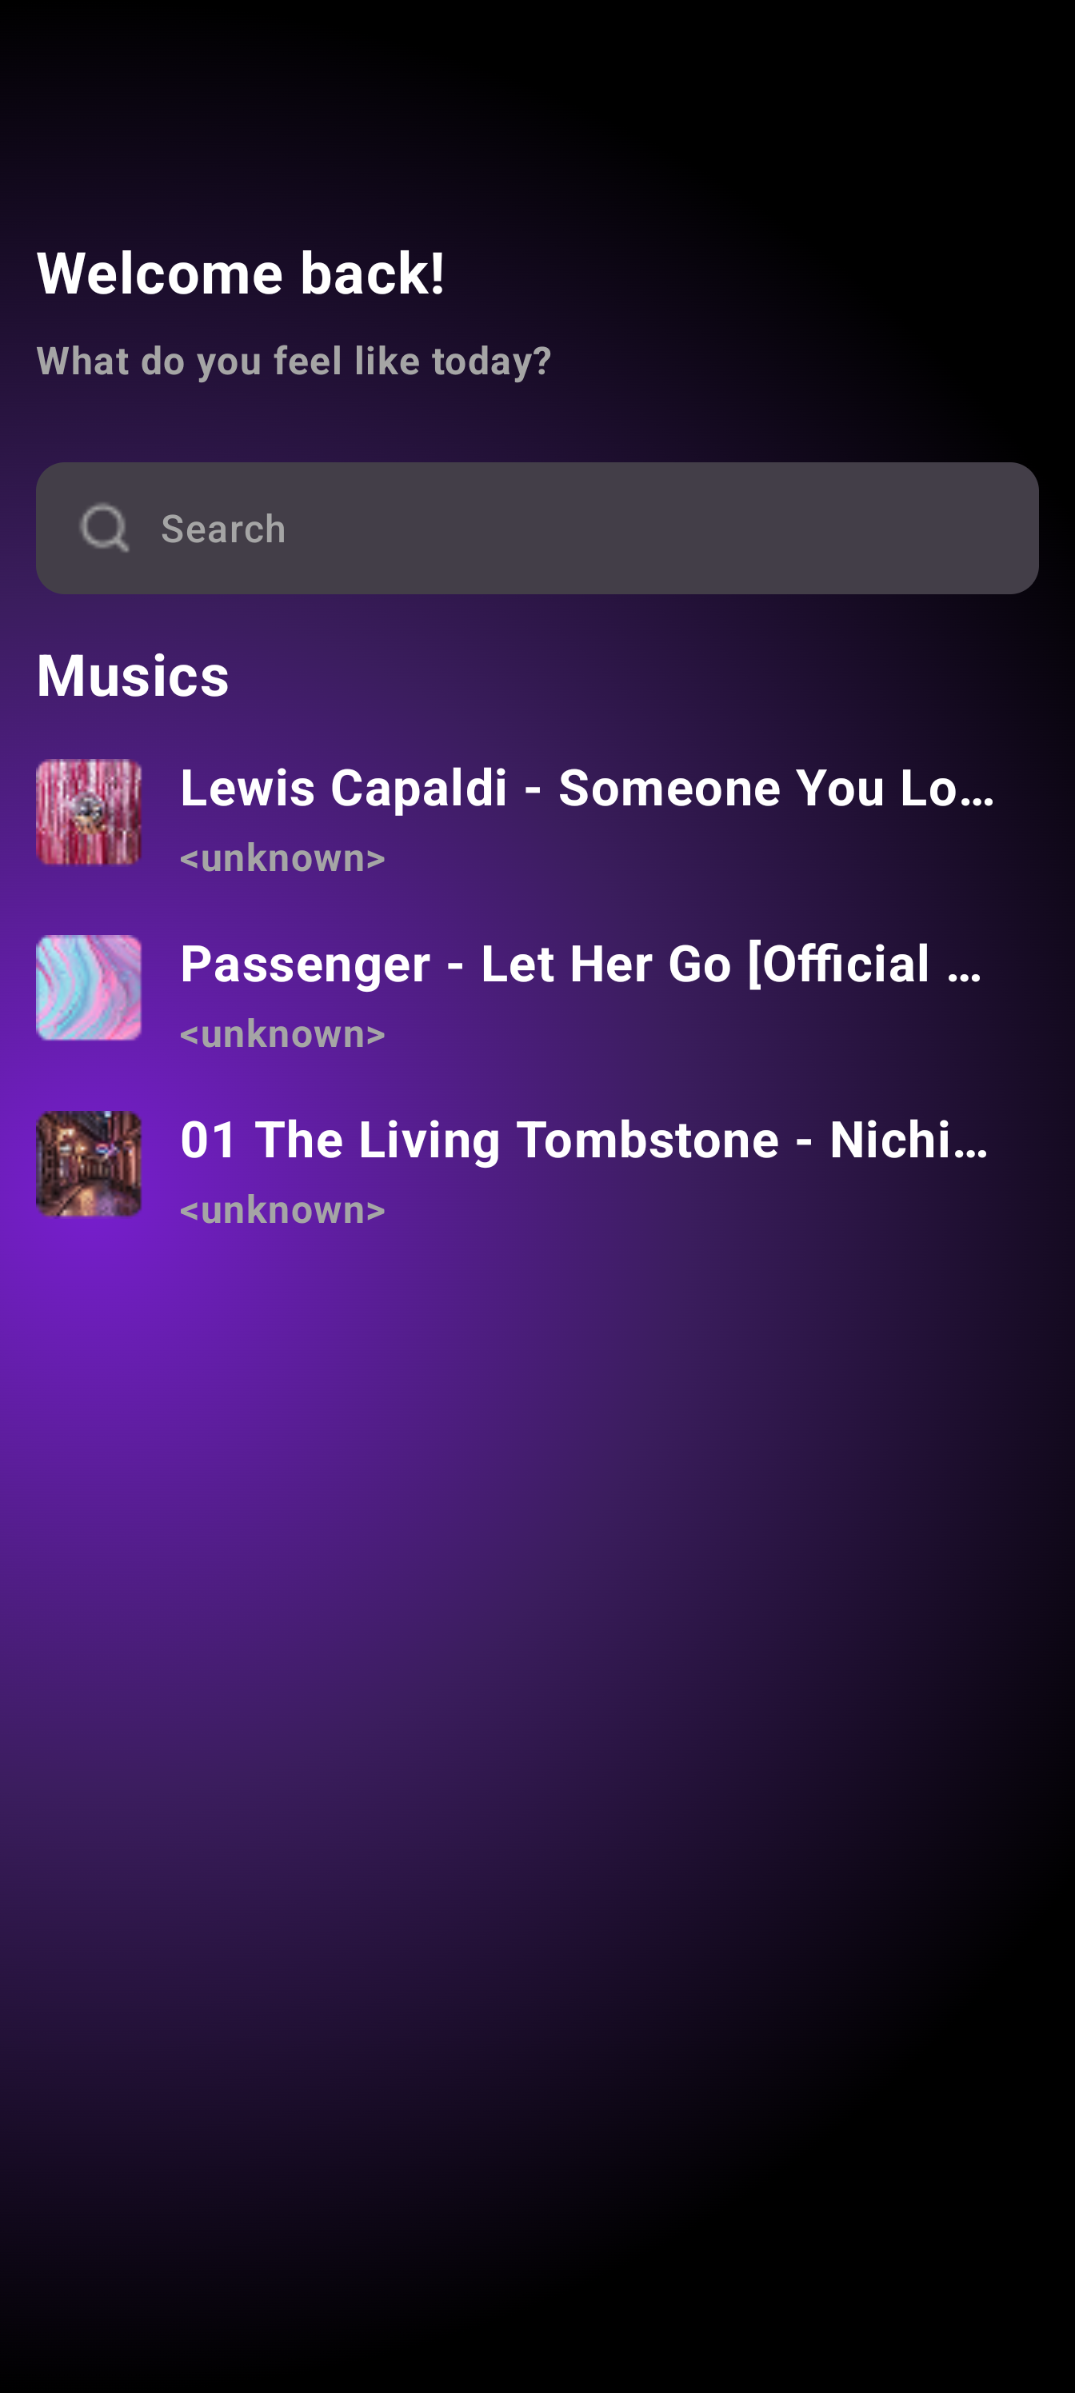 Welcome back!
What do you feel like today?
Search
Musics
Lewis Capaldi - Someone You Lo...
<unknown>
Passenger - Let Her Go [Official ...
<unknown>
01 The Living Tombstone - Nichi...
<unknown>